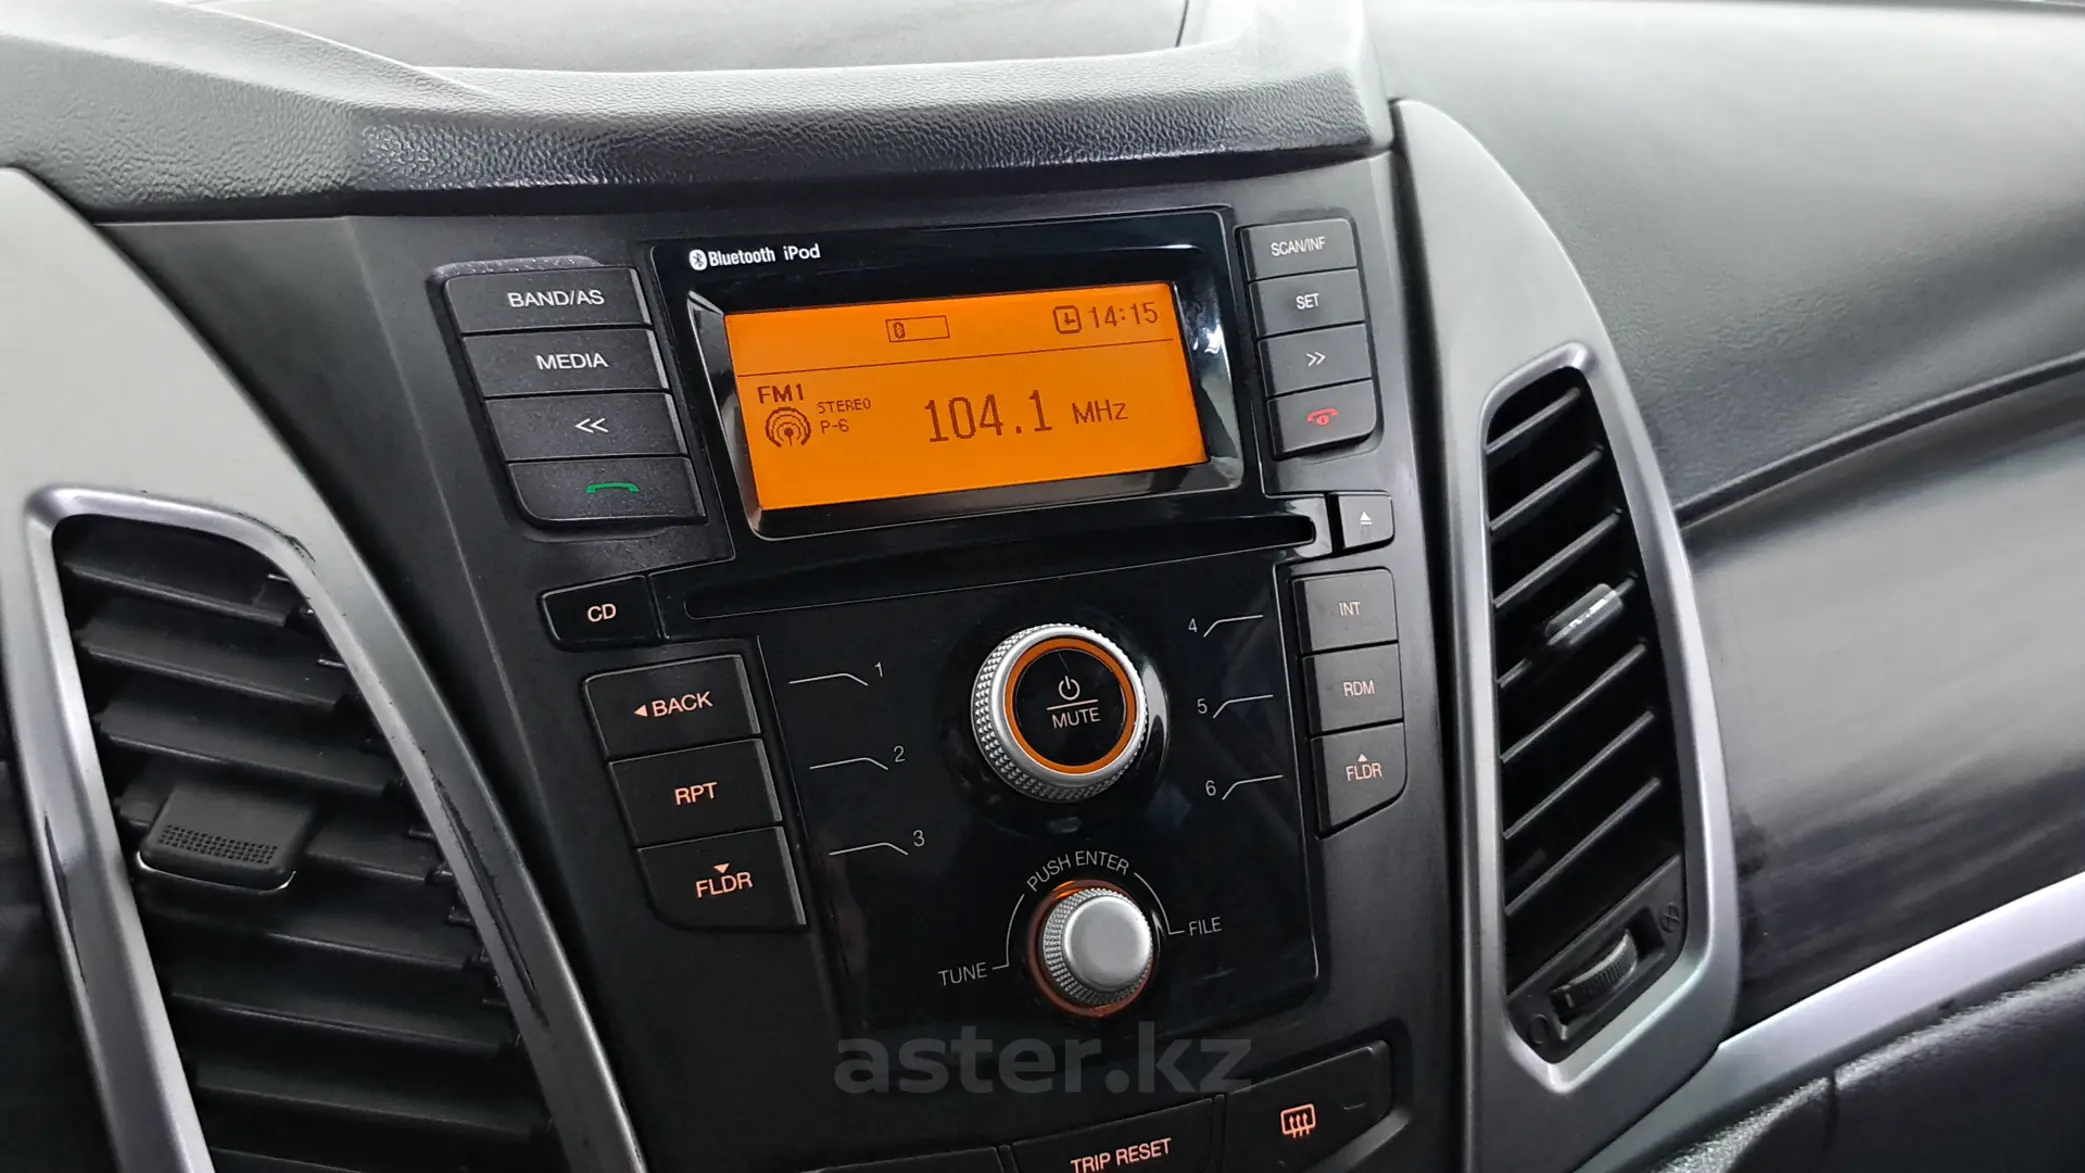 Bluetooth iPod
BAND/AS
MEDIA
<<
SCAN/INF
SET
>>
14:15
FM1
STEREO
P-6
104.1 MHz
CD
◀BACK
RPT
FLDR
1
2
3
4
5
6
MUTE
INT
RDM
FLDR
PUSH ENTER
TUNE
FILE
aster.kz
TRIP RESET